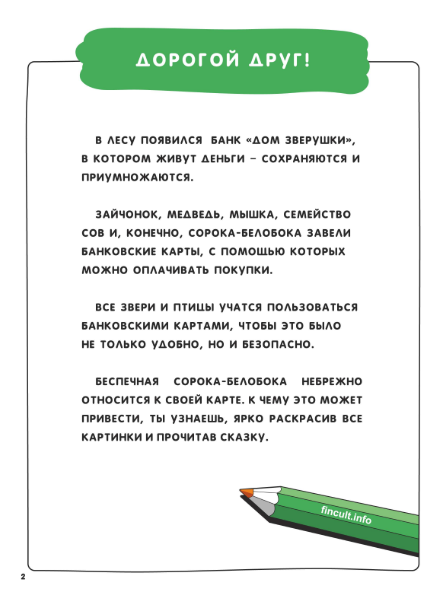 ДОРОГОЙ ДРУГ!
В ЛЕСУ ПОЯВИЛСЯ БАНК «ДОМ ЗВЕРУШКИ»,
В КОТОРОМ ЖИВУТ ДЕНЬГИ – СОХРАНЯЮТСЯ И
ПРИУМНОЖАЮТСЯ.
ЗАЙЧОНОК, МЕДВЕДЬ, МЫШКА, СЕМЕЙСТВО
СОВ И, КОНЕЧНО, СОРОКА-БЕЛОБОКА ЗАВЕЛИ
БАНКОВСКИЕ КАРТЫ, С ПОМОЩЬЮ КОТОРЫХ
МОЖНО ОПЛАЧИВАТЬ ПОКУПКИ.
ВСЕ ЗВЕРИ И ПТИЦЫ УЧАТСЯ ПОЛЬЗОВАТЬСЯ
БАНКОВСКИМИ КАРТАМИ, ЧТОБЫ ЭТО БЫЛО
НЕ ТОЛЬКО УДОБНО, НО И БЕЗОПАСНО.
БЕСПЕЧНАЯ СОРОКА-БЕЛОБОКА НЕБРЕЖНО
ОТНОСИТСЯ К СВОЕЙ КАРТЕ. К ЧЕМУ ЭТО МОЖЕТ
ПРИВЕСТИ, ТЫ УЗНАЕШЬ, ЯРКО РАСКРАСИВ ВСЕ
КАРТИНКИ И ПРОЧИТАВ СКАЗКУ.
fincult.info
2